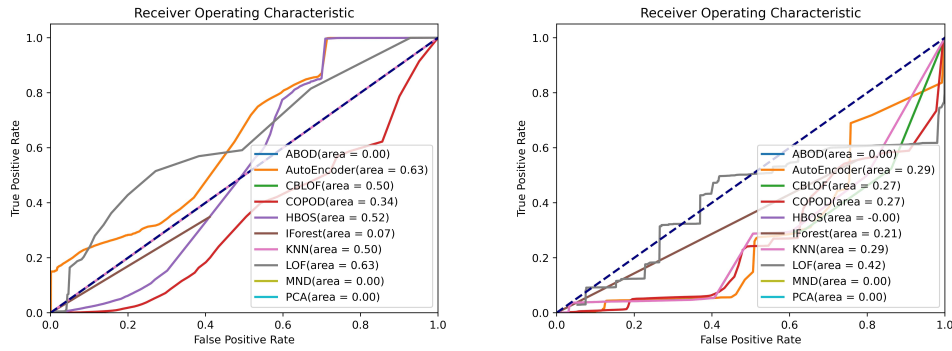 Receiver Operating Characteristic
1.0
0.8
0.6
0.4
0.2
0.0
True Positive Rate
0.0 0.2 0.4 0.6 0.8 1.0
False Positive Rate
ABOD(area = 0.00)
AutoEncoder(area = 0.63)
CBLOF(area = 0.50)
COPOD(area = 0.34)
HBOS(area = 0.52)
IForest(area = 0.07)
KNN(area = 0.50)
LOF(area = 0.63)
MND(area = 0.00)
PCA(area = 0.00)
Receiver Operating Characteristic
1.0
0.8
0.6
0.4
0.2
0.0
True Positive Rate
0.0 0.2 0.4 0.6 0.8 1.0
False Positive Rate
ABOD(area = 0.00)
AutoEncoder(area = 0.29)
CBLOF(area = 0.27)
COPOD(area = 0.27)
HBOS(area = -0.00)
IForest(area = 0.21)
KNN(area = 0.29)
LOF(area = 0.42)
MND(area = 0.00)
PCA(area = 0.00)